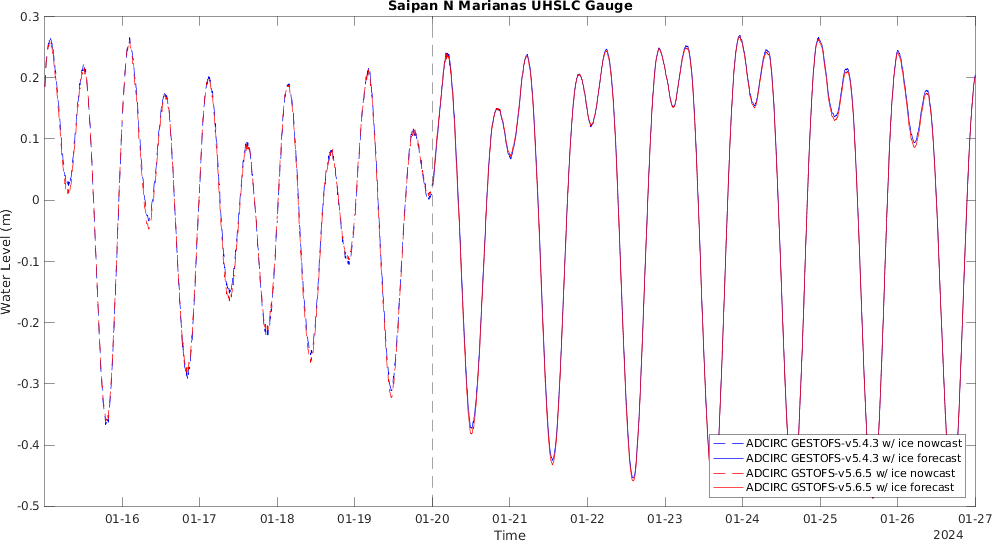 Saipan N Marianas UHSLC Gauge
Water Level (m)
0.3
0.2
0.1
0
-0.1
-0.2
-0.3
-0.4
-0.5
ADCIRC GESTOFS-v5.4.3 w/ ice nowcast
ADCIRC GESTOFS-v5.4.3 w/ ice forecast
ADCIRC GSTOFS-v5.6.5 w/ ice nowcast
ADCIRC GSTOFS-v5.6.5 w/ ice forecast
01-16 01-17 01-18 01-19 01-20 01-21 01-22 01-23 01-24 01-25 01-26 01-27
Time
2024